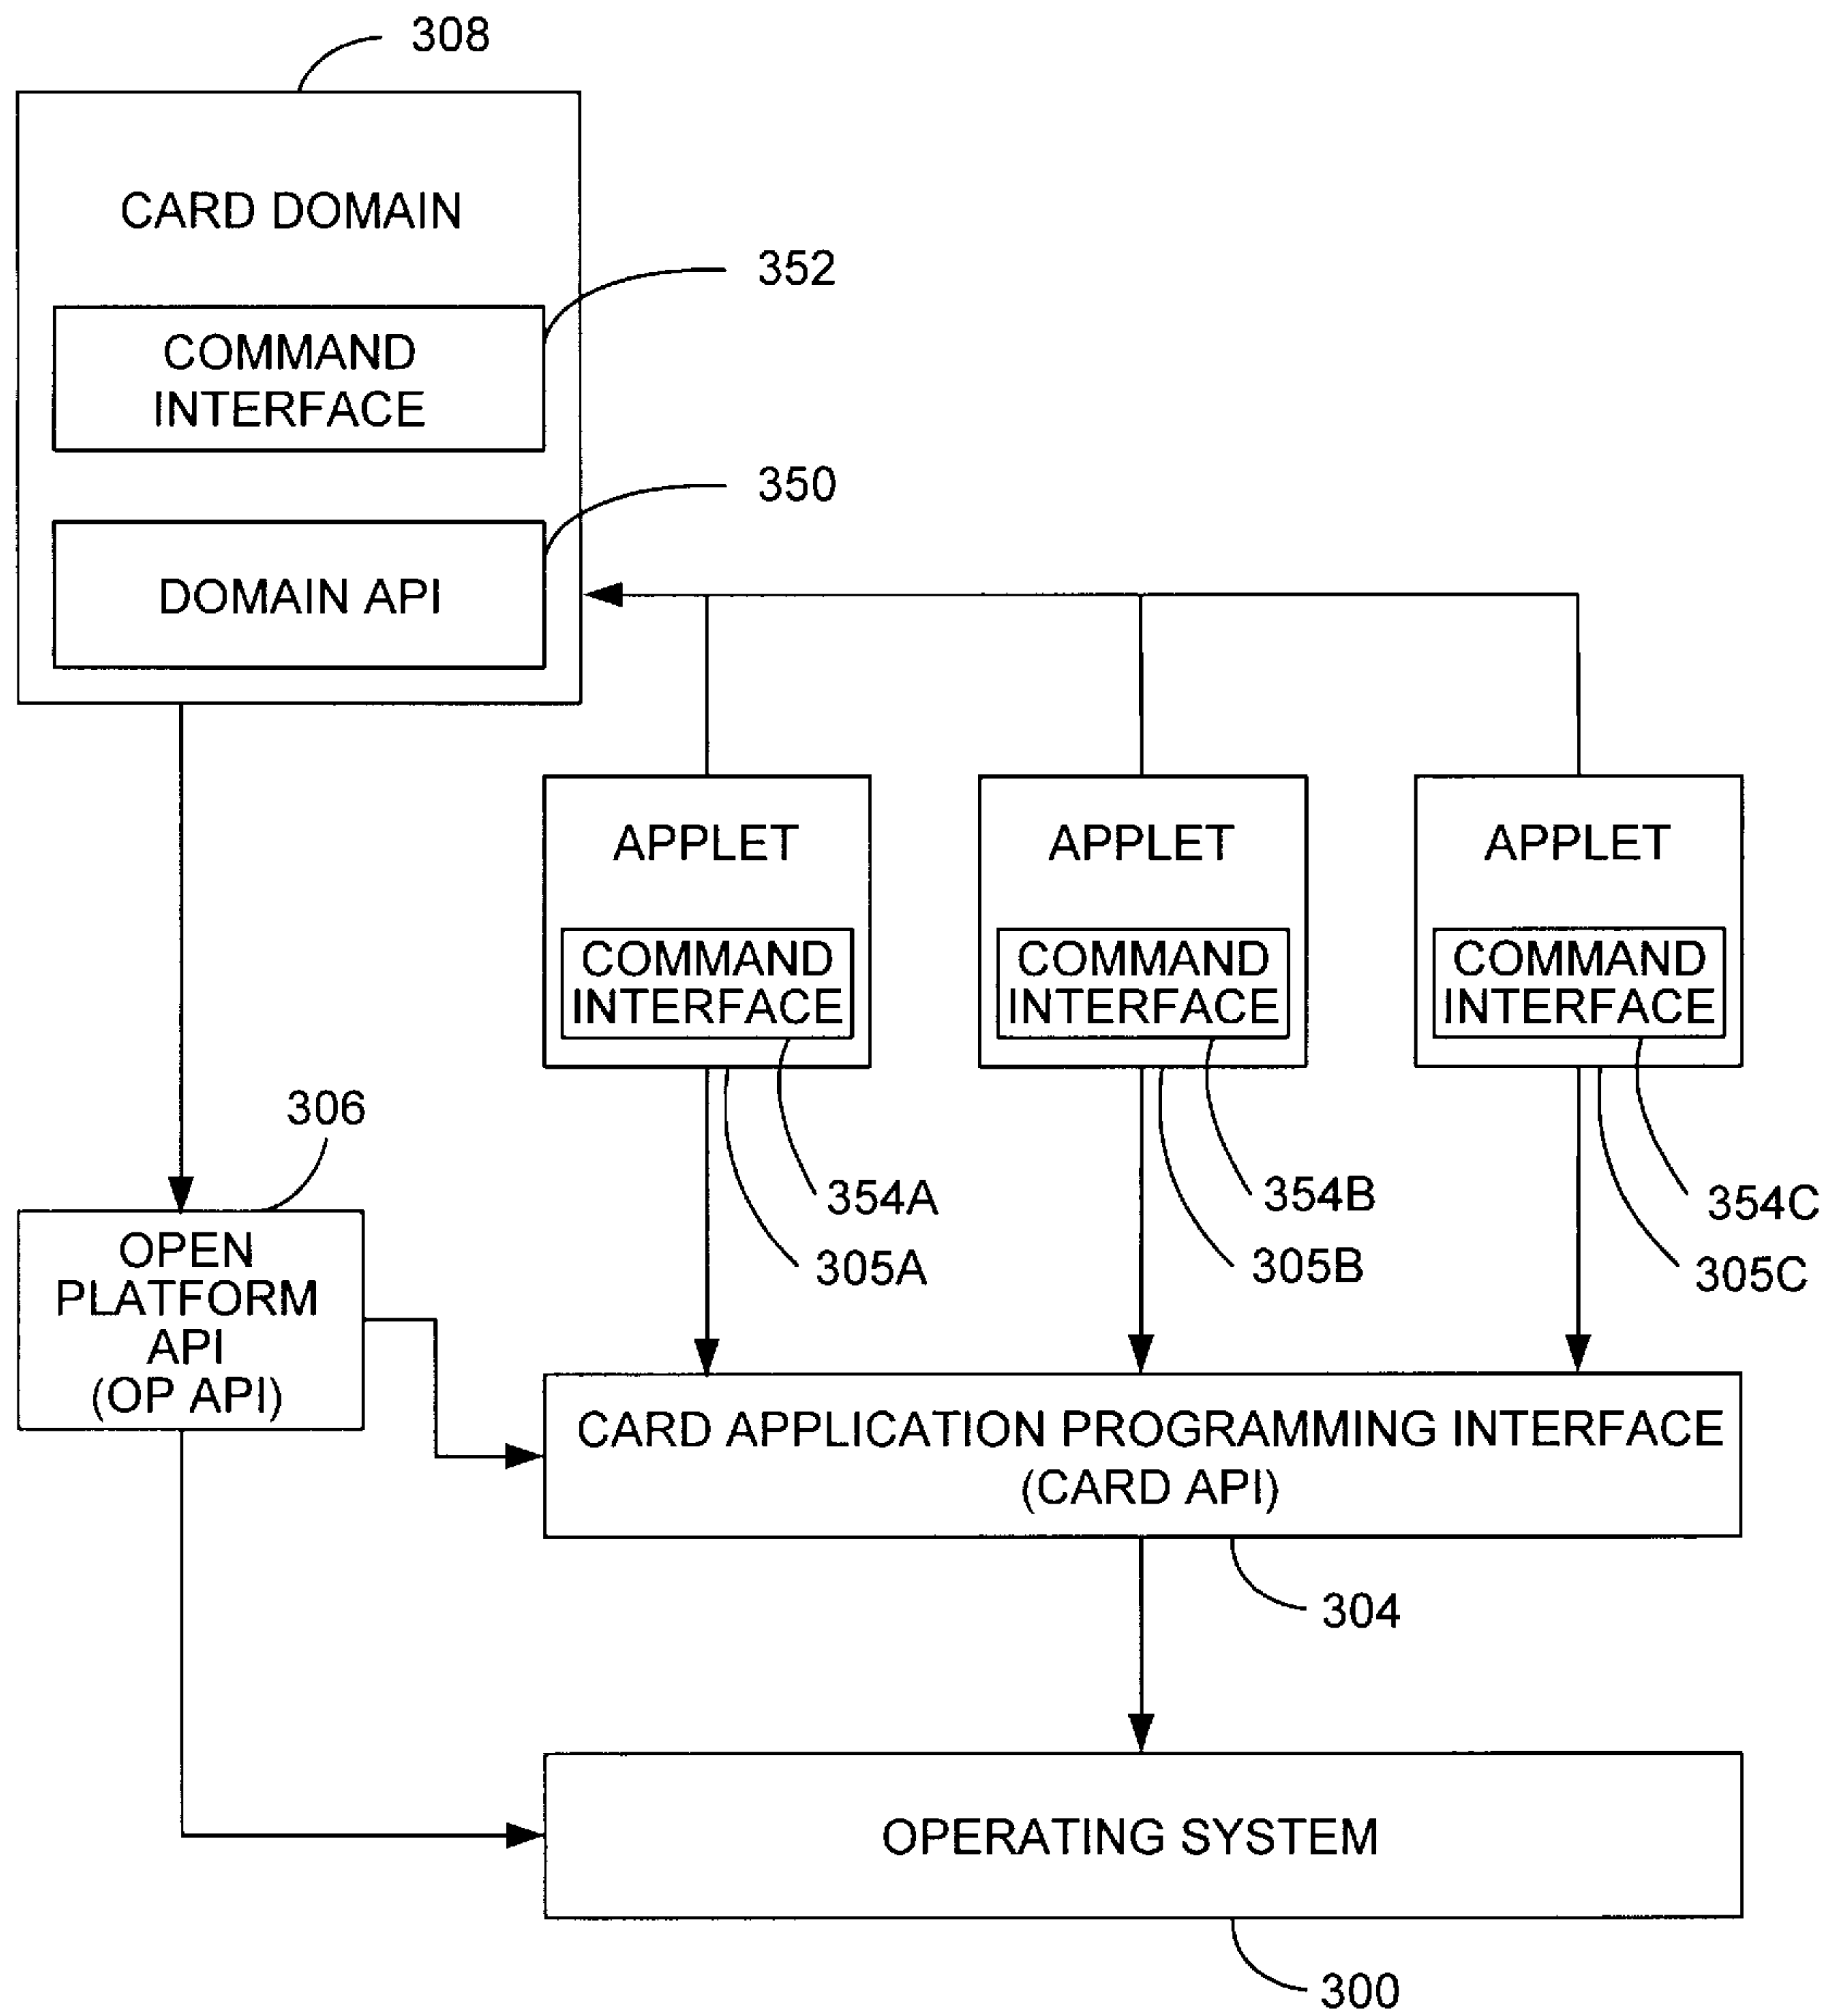 308
CARD DOMAIN
352
COMMAND
INTERFACE
350
DOMAIN API
APPLET
COMMAND
INTERFACE
APPLET
COMMAND
INTERFACE
APPLET
COMMAND
INTERFACE
306
354A
305A
354B
305B
354C
305C
OPEN
PLATFORM
API
(OP API)
CARD APPLICATION PROGRAMMING INTERFACE
(CARD API)
304
OPERATING SYSTEM
300